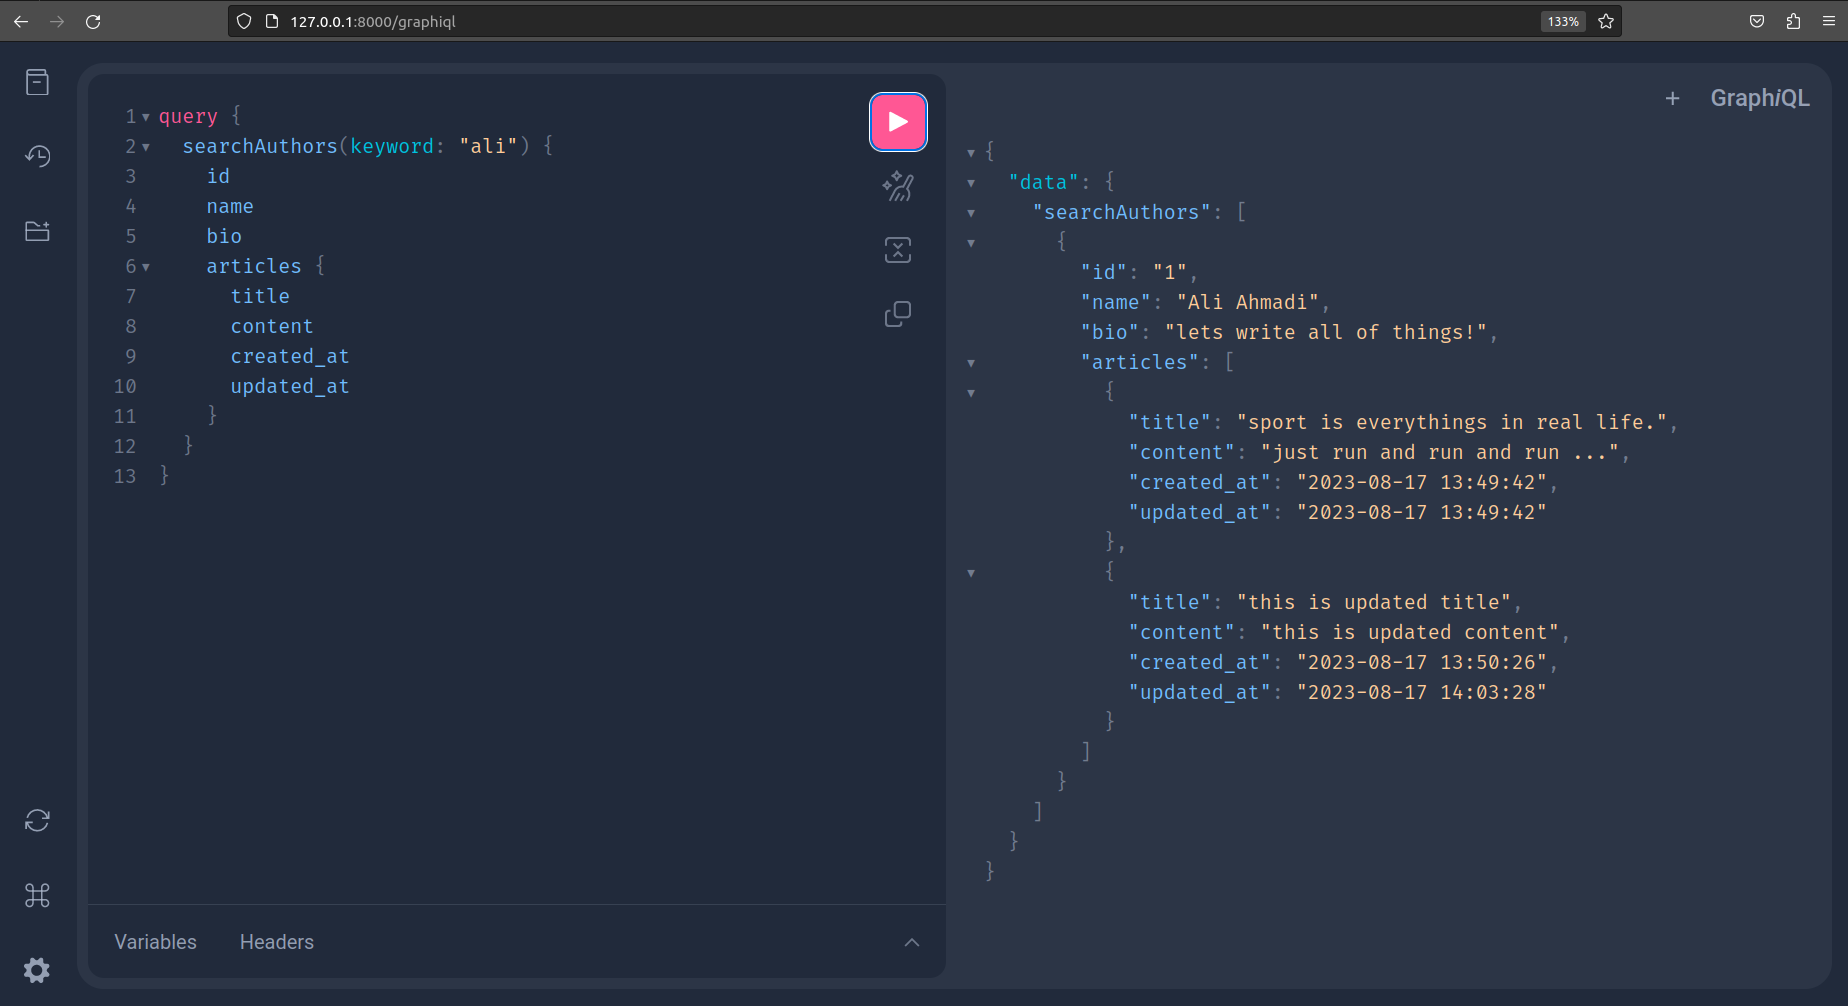 127.0.0.1:8000/graphiql
133%
1 query {
2 searchAuthors(keyword: "ali") {
3 id
4 name
5 bio
6 articles {
7 title
8 content
9 created_at
10 updated_at
11 }
12 }
13 }
Variables Headers
+ GraphiQL
{
"data": {
"searchAuthors": [
{
"id": "1",
"name": "Ali Ahmadi",
"bio": "lets write all of things!",
"articles": [
{
"title": "sport is everythings in real life.",
"content": "just run and run and run ...",
"created_at": "2023-08-17 13:49:42",
"updated_at": "2023-08-17 13:49:42"
},
{
"title": "this is updated title",
"content": "this is updated content",
"created_at": "2023-08-17 13:50:26",
"updated_at": "2023-08-17 14:03:28"
}
]
}
]
}
}